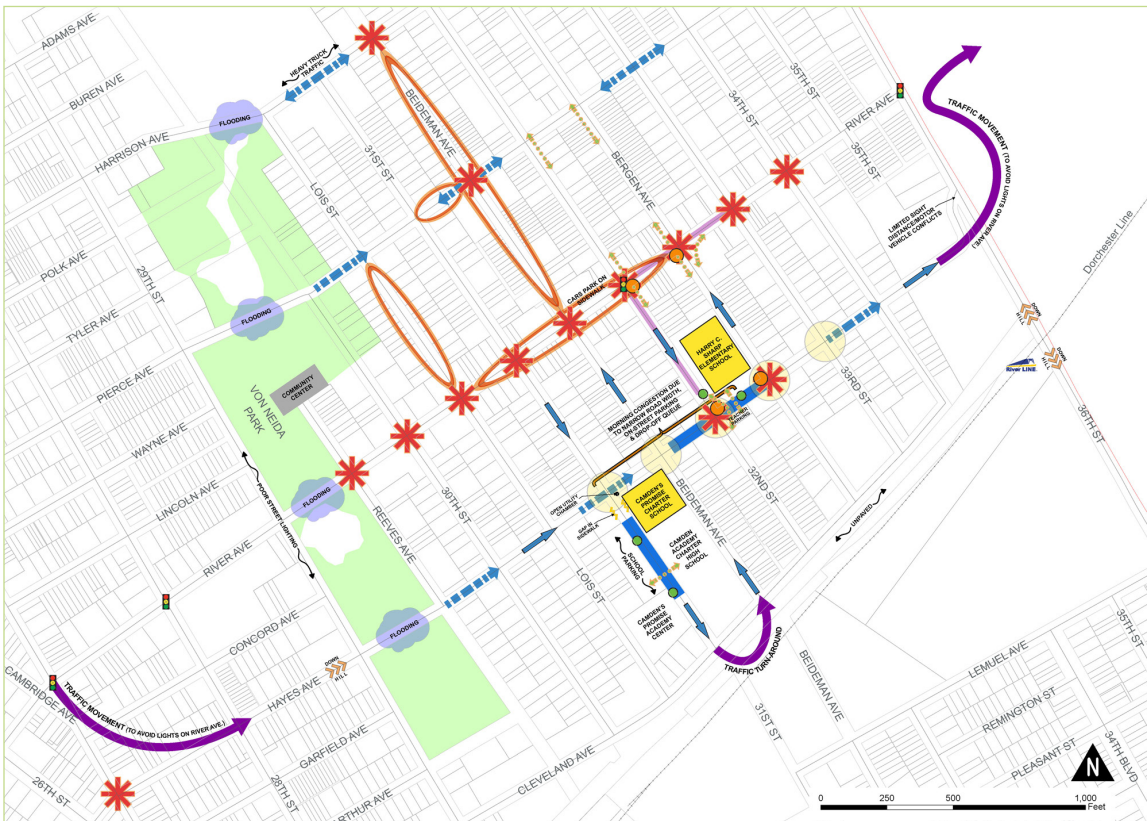 ADAMS AVE
BUREN AVE
HARRISON AVE
FLOODING
HEAVY TRUCK
TRAFFIC
BEIDEMAN AVE
31ST ST
LOIS ST
POLK AVE
29TH ST
TYLER AVE
FLOODING
PIERCE AVE
WAYNE AVE
LINCOLN AVE
RIVER AVE
COMMUNITY
CENTER
VON NEIDA
PARK
POOR STREET LIGHTING
FLOODING
REEVES AVE
30TH ST
FLOODING
CONCORD AVE
HAYES AVE
DOWN
HILL
CAMBRIDGE AVE
TRAFFIC MOVEMENT (TO AVOID LIGHTS ON RIVER AVE.)
GARFIELD AVE
26TH ST
28TH ST
ARTHUR AVE
CLEVELAND AVE
34TH ST
35TH ST
RIVER AVE
35TH ST
BERGEN AVE
TRAFFIC MOVEMENT (TO AVOID LIGHTS ON RIVER AVE.)
LIMITED SIGHT
DISTANCE/MOTOR
VEHICLE CONFLICTS
Dorchester Line
CARS PARK ON
SIDEWALK
HARRY C.
SHARP
ELEMENTARY
SCHOOL
MORNING CONGESTION DUE
TO NARROW ROAD WIDTH,
ON-STREET PARKING
& DROP-OFF QUEUE
TEACHER
PARKING
33RD ST
DOWN
HILL
DOWN
HILL
River LINE
36TH ST
32ND ST
OPEN UTILITY
CHAMBER
GAP IN
SIDEWALK
CAMDEN'S
PROMISE
CHARTER
SCHOOL
BEIDEMAN AVE
UNPAVED
SCHOOL
PARKING
CAMDEN
ACADEMY
CHARTER
HIGH
SCHOOL
LOIS ST
CAMDEN'S
PROMISE
ACADEMY
CENTER
TRAFFIC TURN-AROUND
31ST ST
BEIDEMAN AVE
LEMUEL AVE
35TH ST
REMINGTON ST
PLEASANT ST
34TH BLVD
N
0 250 500 1,000
Feet